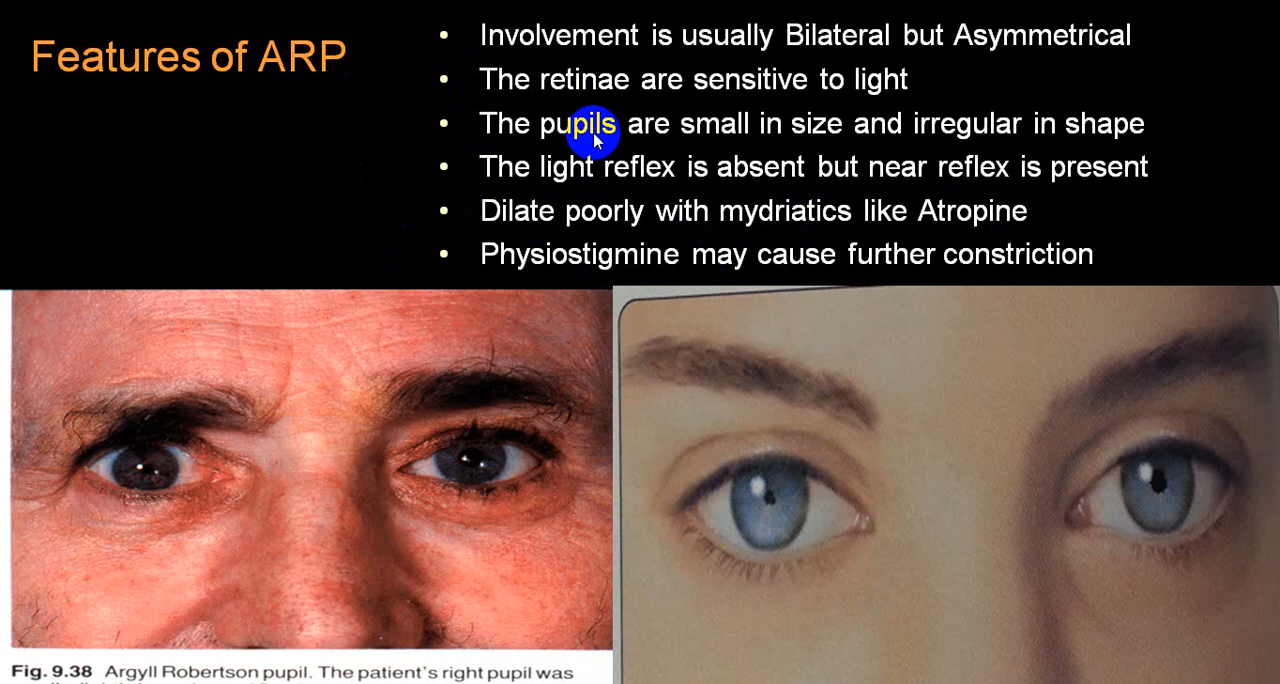 Features of ARP
• Involvement is usually Bilateral but Asymmetrical
• The retinae are sensitive to light
• The pupils are small in size and irregular in shape
• The light reflex is absent but near reflex is present
• Dilate poorly with mydriatics like Atropine
• Physiostigmine may cause further constriction
Fig. 9.38 Argyll Robertson pupil. The patient's right pupil was